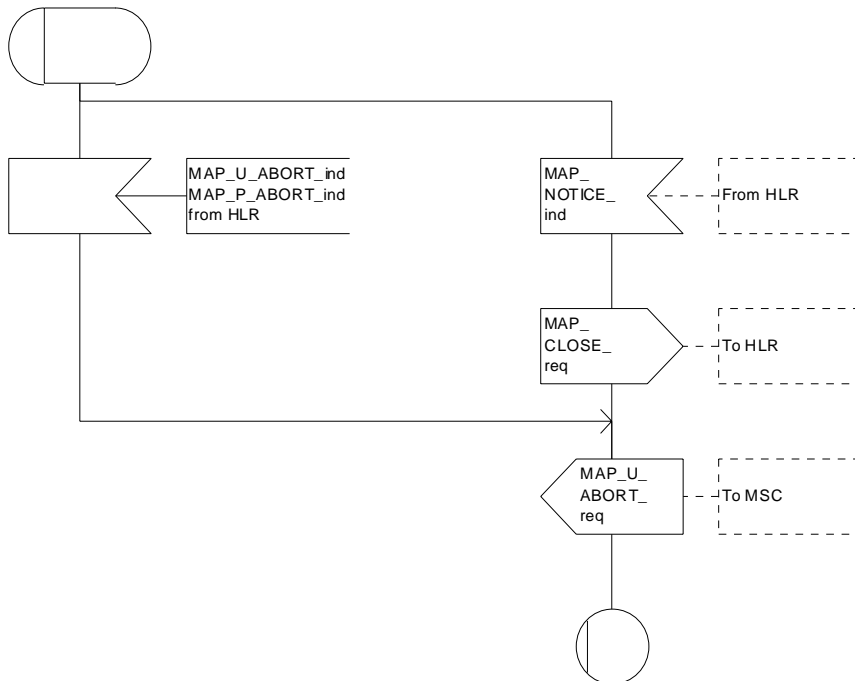 MAP_U_ABORT_ind
MAP_P_ABORT_ind
from HLR
MAP_
NOTICE_
ind
From HLR
MAP_
CLOSE_
req
To HLR
MAP_U_
ABORT_
req
To MSC